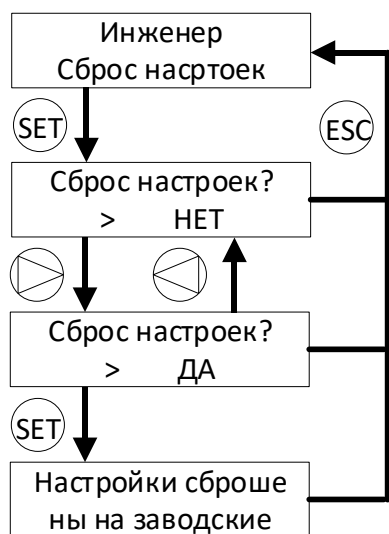 Инженер
Сброс насртоек
SET
ESC
Сброс настроек?
> НЕТ
Сброс настроек?
> ДА
SET
Настройки сброше
ны на заводские